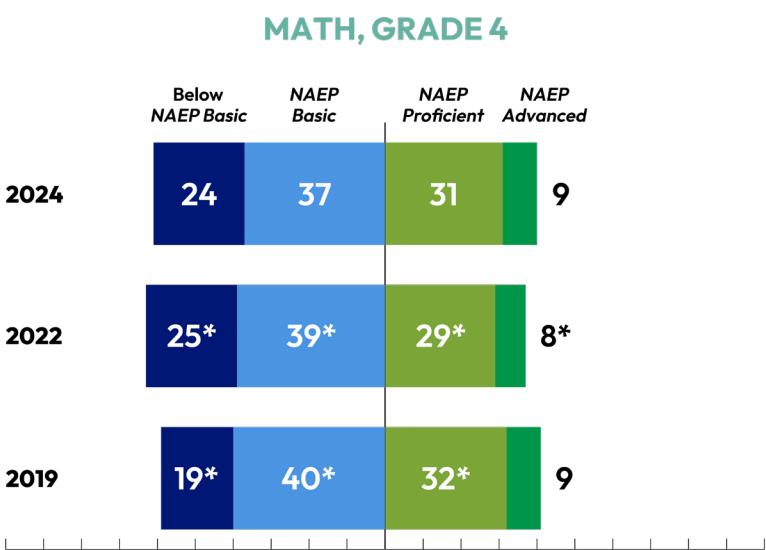 MATH, GRADE 4
Below NAEP Basic
NAEP Basic
NAEP Proficient
NAEP Advanced
2024 24 37 31 9
2022 25* 39* 29* 8*
2019 19* 40* 32* 9